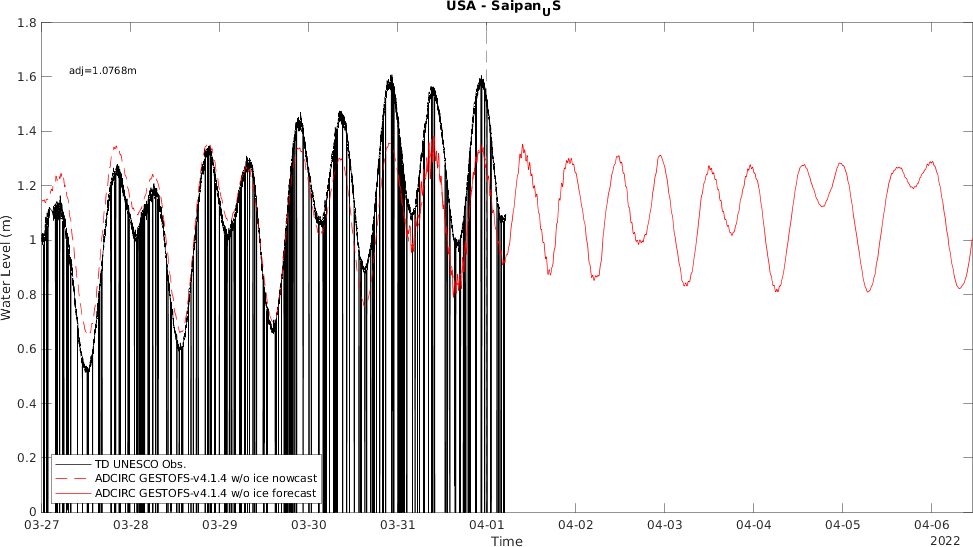 USA - Saipan_US
1.8
1.6
1.4
1.2
1
0.8
0.6
0.4
0.2
0
Water Level (m)
adj=1.0768m
TD UNESCO Obs.
ADCIRC GESTOFS-v4.1.4 w/o ice nowcast
ADCIRC GESTOFS-v4.1.4 w/o ice forecast
03-27 03-28 03-29 03-30 03-31 04-01 04-02 04-03 04-04 04-05 04-06
Time
2022